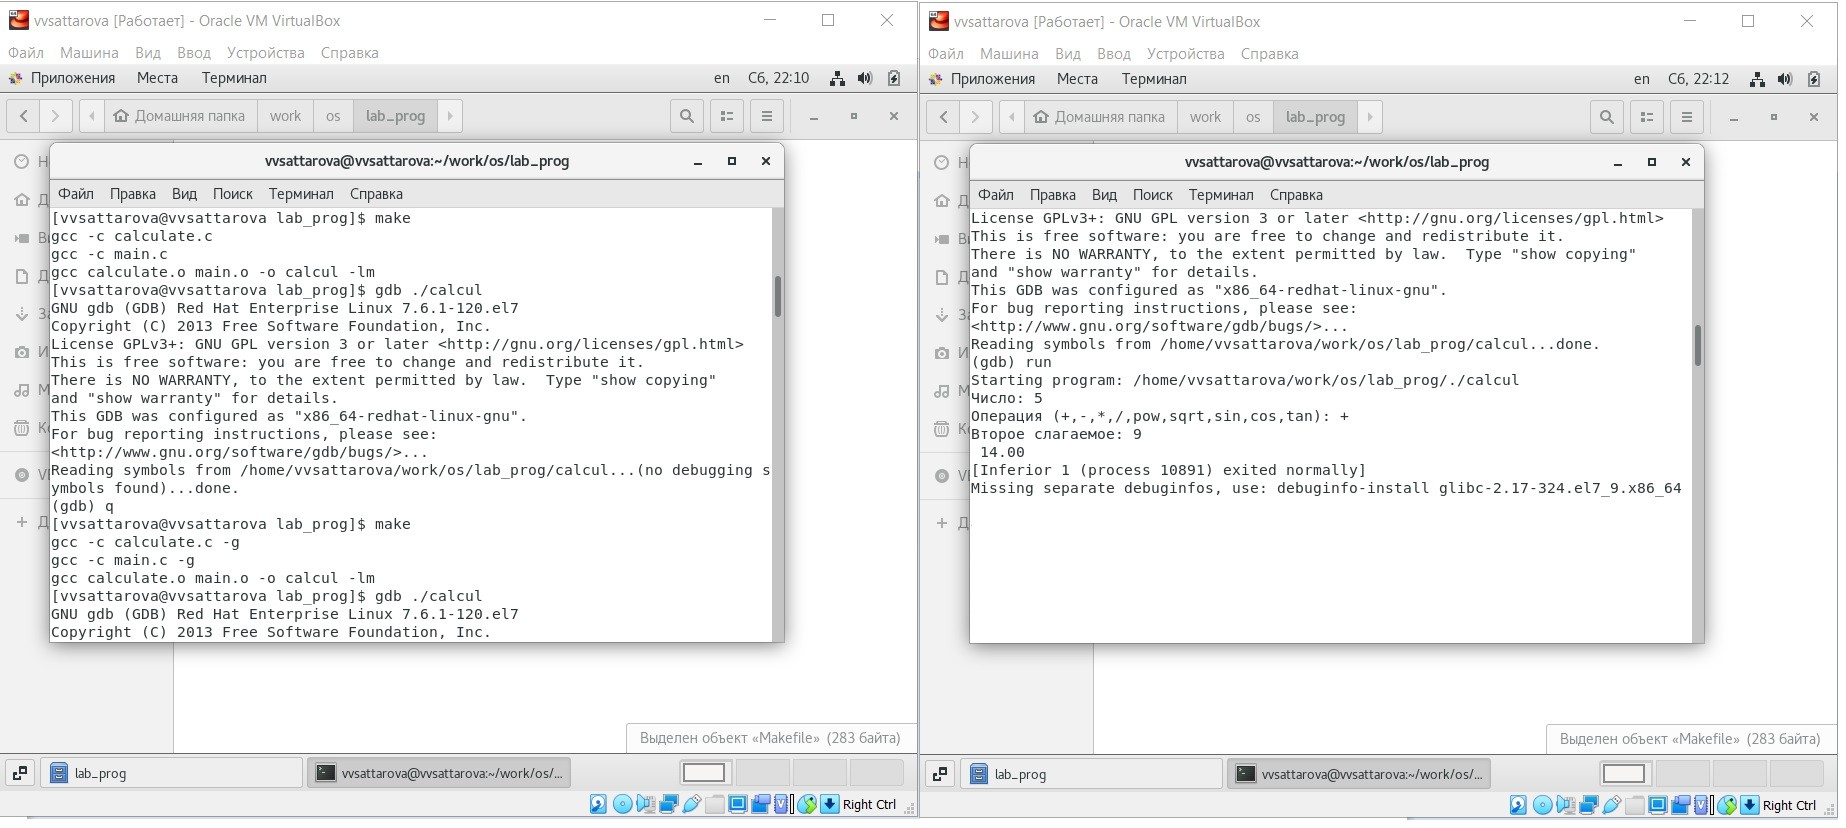 vvsattarova [Работает] - Oracle VM VirtualBox
Файл Машина Вид Ввод Устройства Справка
Приложения Места Терминал en Сб, 22:10
Домашняя папка work os lab_prog
vvsattarova@vvsattarova:~/work/os/lab_prog
Файл Правка Вид Поиск Терминал Справка
[vvsattarova@vvsattarova lab_prog]$ make
gcc -c calculate.c
gcc -c main.c
gcc calculate.o main.o -o calcul -lm
[vvsattarova@vvsattarova lab_prog]$ gdb ./calcul
GNU gdb (GDB) Red Hat Enterprise Linux 7.6.1-120.el7
Copyright (C) 2013 Free Software Foundation, Inc.
License GPLv3+: GNU GPL version 3 or later <http://gnu.org/licenses/gpl.html>
This is free software: you are free to change and redistribute it.
There is NO WARRANTY, to the extent permitted by law.  Type "show copying"
and "show warranty" for details.
This GDB was configured as "x86_64-redhat-linux-gnu".
For bug reporting instructions, please see:
<http://www.gnu.org/software/gdb/bugs/>...
Reading symbols from /home/vvsattarova/work/os/lab_prog/calcul...(no debugging s
ymbols found)...done.
(gdb) q
[vvsattarova@vvsattarova lab_prog]$ make
gcc -c calculate.c -g
gcc -c main.c -g
gcc calculate.o main.o -o calcul -lm
[vvsattarova@vvsattarova lab_prog]$ gdb ./calcul
GNU gdb (GDB) Red Hat Enterprise Linux 7.6.1-120.el7
Copyright (C) 2013 Free Software Foundation, Inc.
Выделен объект «Makefile» (283 байта)
lab_prog vvsattarova@vvsattarova:~/work/os/...
Right Ctrl
vvsattarova [Работает] - Oracle VM VirtualBox
Файл Машина Вид Ввод Устройства Справка
Приложения Места Терминал en Сб, 22:12
Домашняя папка work os lab_prog
vvsattarova@vvsattarova:~/work/os/lab_prog
Файл Правка Вид Поиск Терминал Справка
License GPLv3+: GNU GPL version 3 or later <http://gnu.org/licenses/gpl.html>
This is free software: you are free to change and redistribute it.
There is NO WARRANTY, to the extent permitted by law.  Type "show copying"
and "show warranty" for details.
This GDB was configured as "x86_64-redhat-linux-gnu".
For bug reporting instructions, please see:
<http://www.gnu.org/software/gdb/bugs/>...
Reading symbols from /home/vvsattarova/work/os/lab_prog/calcul...done.
(gdb) run
Starting program: /home/vvsattarova/work/os/lab_prog/./calcul
Число: 5
Операция (+,-,*,/,pow,sqrt,sin,cos,tan): +
Второе слагаемое: 9
 14.00
[Inferior 1 (process 10891) exited normally]
Missing separate debuginfos, use: debuginfo-install glibc-2.17-324.el7_9.x86_64
Выделен объект «Makefile» (283 байта)
lab_prog vvsattarova@vvsattarova:~/work/os/...
Right Ctrl